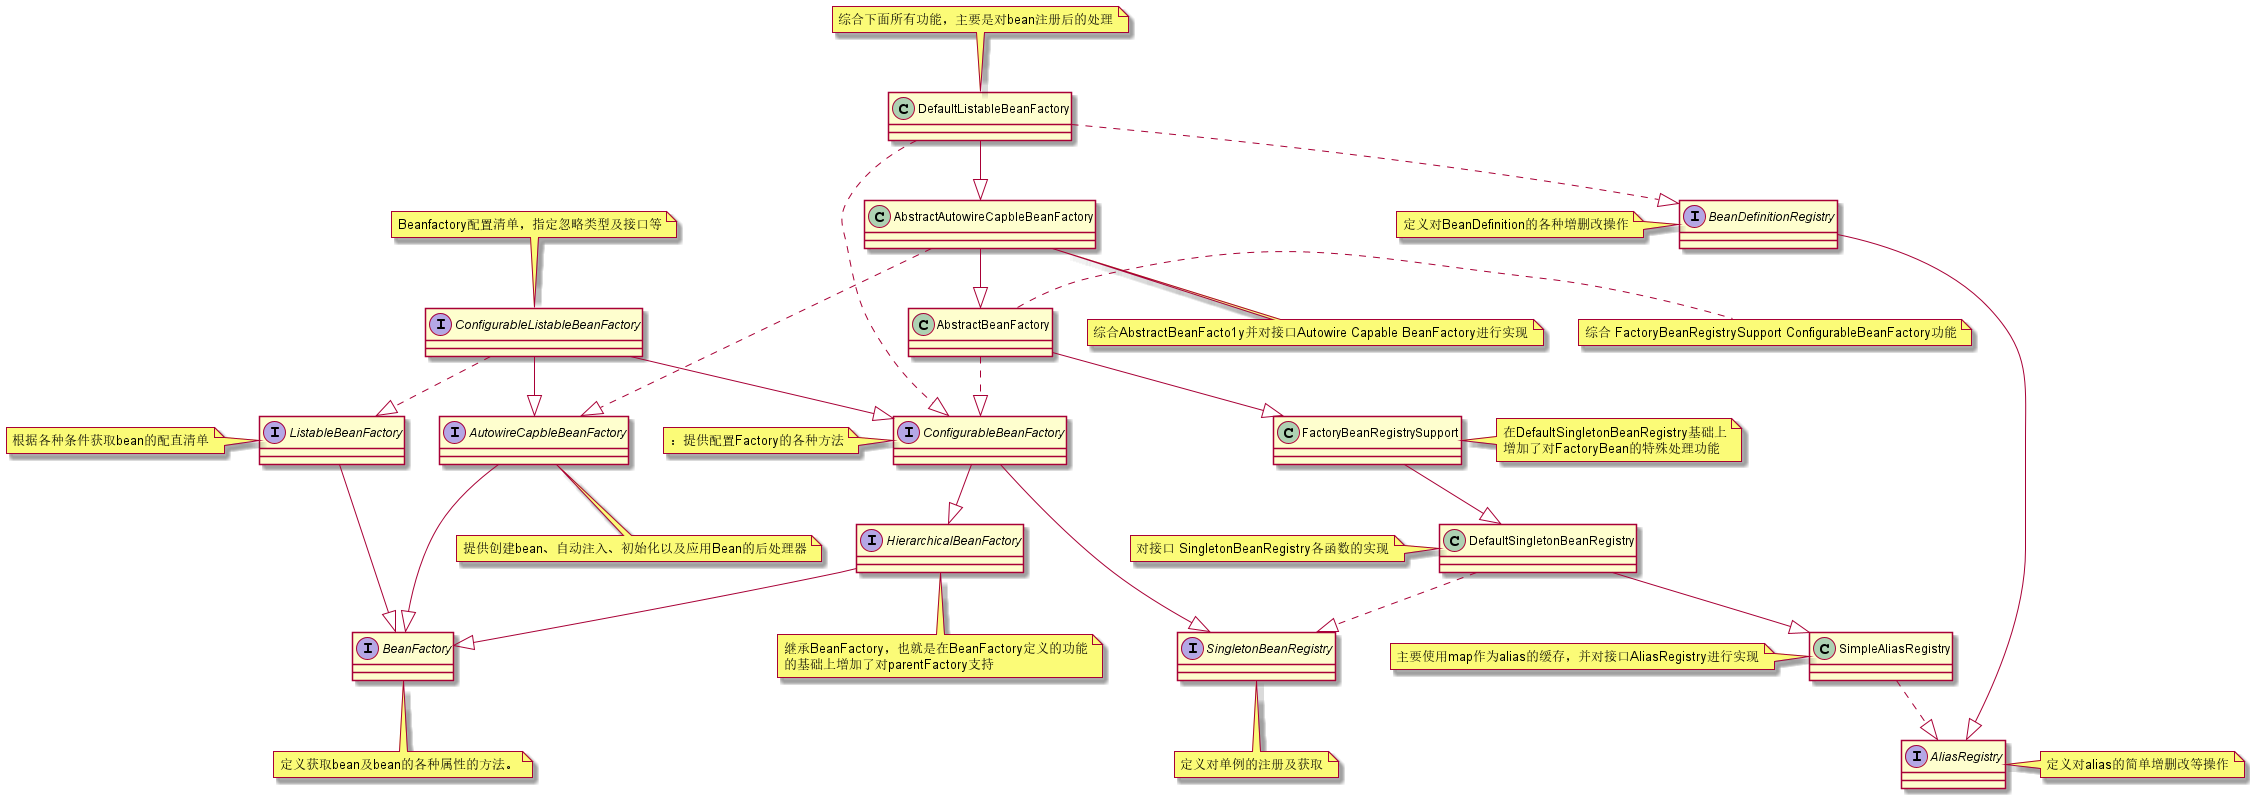 综合下面所有功能，主要是对bean注册后的处理
DefaultListableBeanFactory
AbstractAutowireCapbleBeanFactory
定义对BeanDefinition的各种增删改操作
BeanDefinitionRegistry
Beanfactory配置清单，指定忽略类型及接口等
ConfigurableListableBeanFactory
AbstractBeanFactory
综合AbstractBeanFacto1y并对接口Autowire Capable BeanFactory进行实现
综合 FactoryBeanRegistrySupport ConfigurableBeanFactory功能
根据各种条件获取bean的配直清单
ListableBeanFactory
AutowireCapbleBeanFactory
：提供配置Factory的各种方法
ConfigurableBeanFactory
FactoryBeanRegistrySupport
在DefaultSingletonBeanRegistry基础上
增加了对FactoryBean的特殊处理功能
提供创建bean、自动注入、初始化以及应用Bean的后处理器
HierarchicalBeanFactory
对接口 SingletonBeanRegistry各函数的实现
DefaultSingletonBeanRegistry
BeanFactory
继承BeanFactory，也就是在BeanFactory定义的功能
的基础上增加了对parentFactory支持
SingletonBeanRegistry
主要使用map作为alias的缓存，并对接口AliasRegistry进行实现
SimpleAliasRegistry
定义获取bean及bean的各种属性的方法。
定义对单例的注册及获取
AliasRegistry
定义对alias的简单增删改等操作